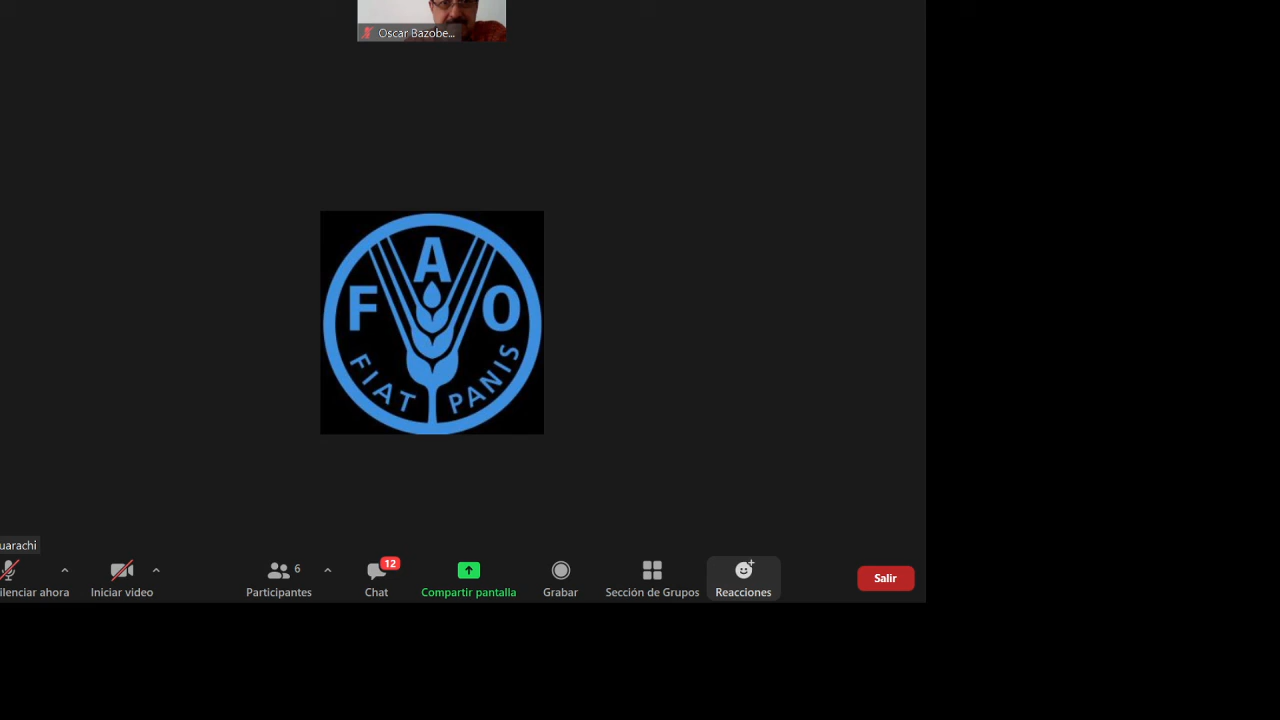 Oscar Bazobe...
A
F O
FIAT PANIS
uarachi
6
12
ilenciar ahora
Iniciar video
Participantes
Chat
Compartir pantalla
Grabar
Sección de Grupos
Reacciones
Salir